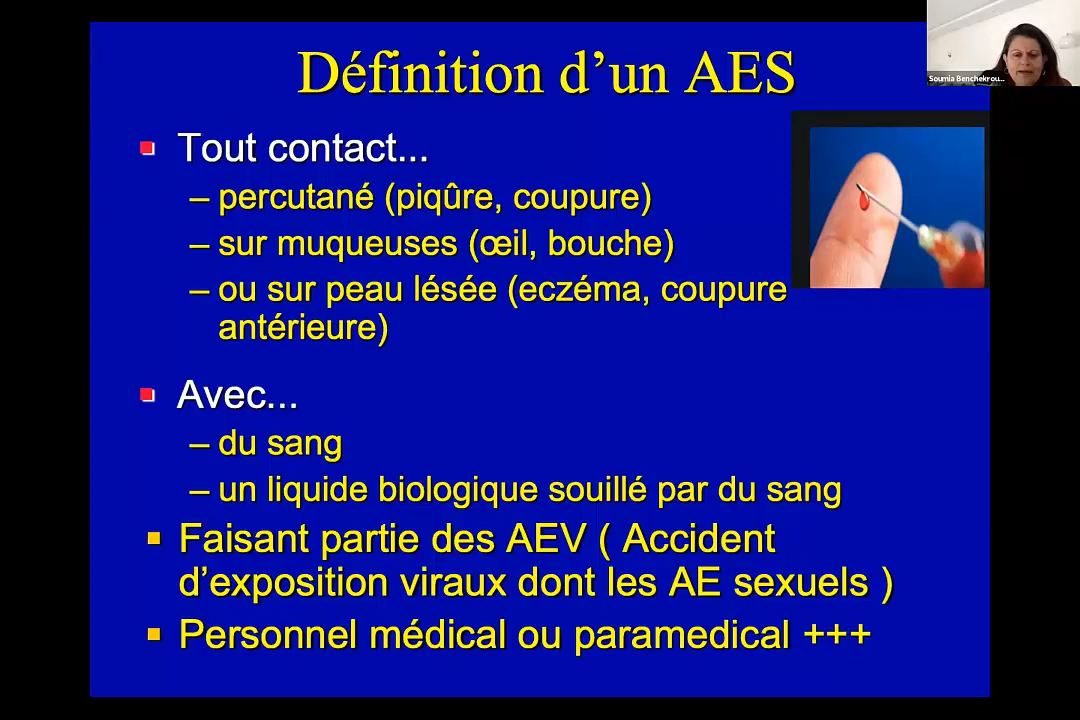 Définition d’un AES
Soumia Benchekrou...
Tout contact...
– percutané (piqûre, coupure)
– sur muqueuses (œil, bouche)
– ou sur peau lésée (eczéma, coupure
antérieure)
Avec...
– du sang
– un liquide biologique souillé par du sang
Faisant partie des AEV ( Accident
d’exposition viraux dont les AE sexuels )
Personnel médical ou paramedical +++